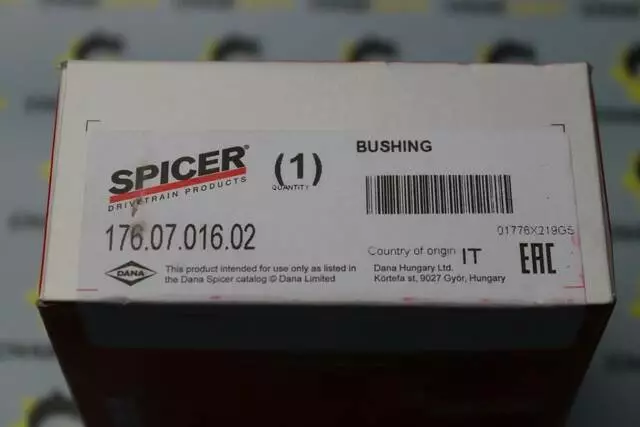 SPICER®
DRIVETRAIN PRODUCTS
(1)
QUANTITY
BUSHING
176.07.016.02
01776X219GS
Country of origin IT
DANA
This product intended for use only as listed in
the Dana Spicer catalog © Dana Limited
Dana Hungary Ltd.
Körtefa st, 9027 Győr, Hungary
EAC